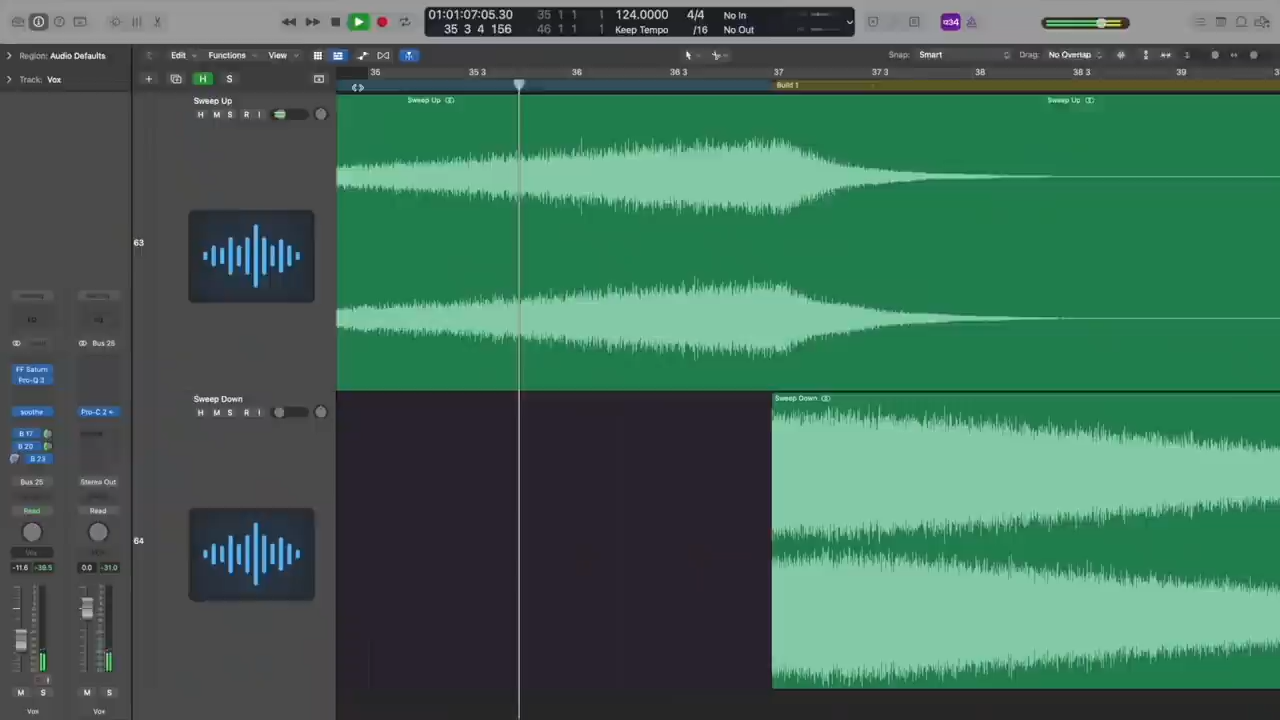 01:01:07:05.30 35 1 1 1 124.0000 4/4 No In
35 3 4 156 46 1 1 1 Keep Tempo /16 No Out
1234
Region: Audio Defaults
Edit Functions View
Snap: Smart Drag: No Overlap
Track: Vox
H S
35 35 3 36 36 3 37 37 3 38 38 3 39
Build 1
Sweep Up
H M S R I
Sweep Up Sweep Up
63
Sweep Down
H M S R I
Sweep Down
64
EQ
Bus 25
FF Saturn
Pro-Q 3
soothe Pro-C 2
B 17
B 20
B 23
Bus 25 Stereo Out
Read Read
-11.6 -38.5 0.0 -31.0
M S M S
Vox Vox